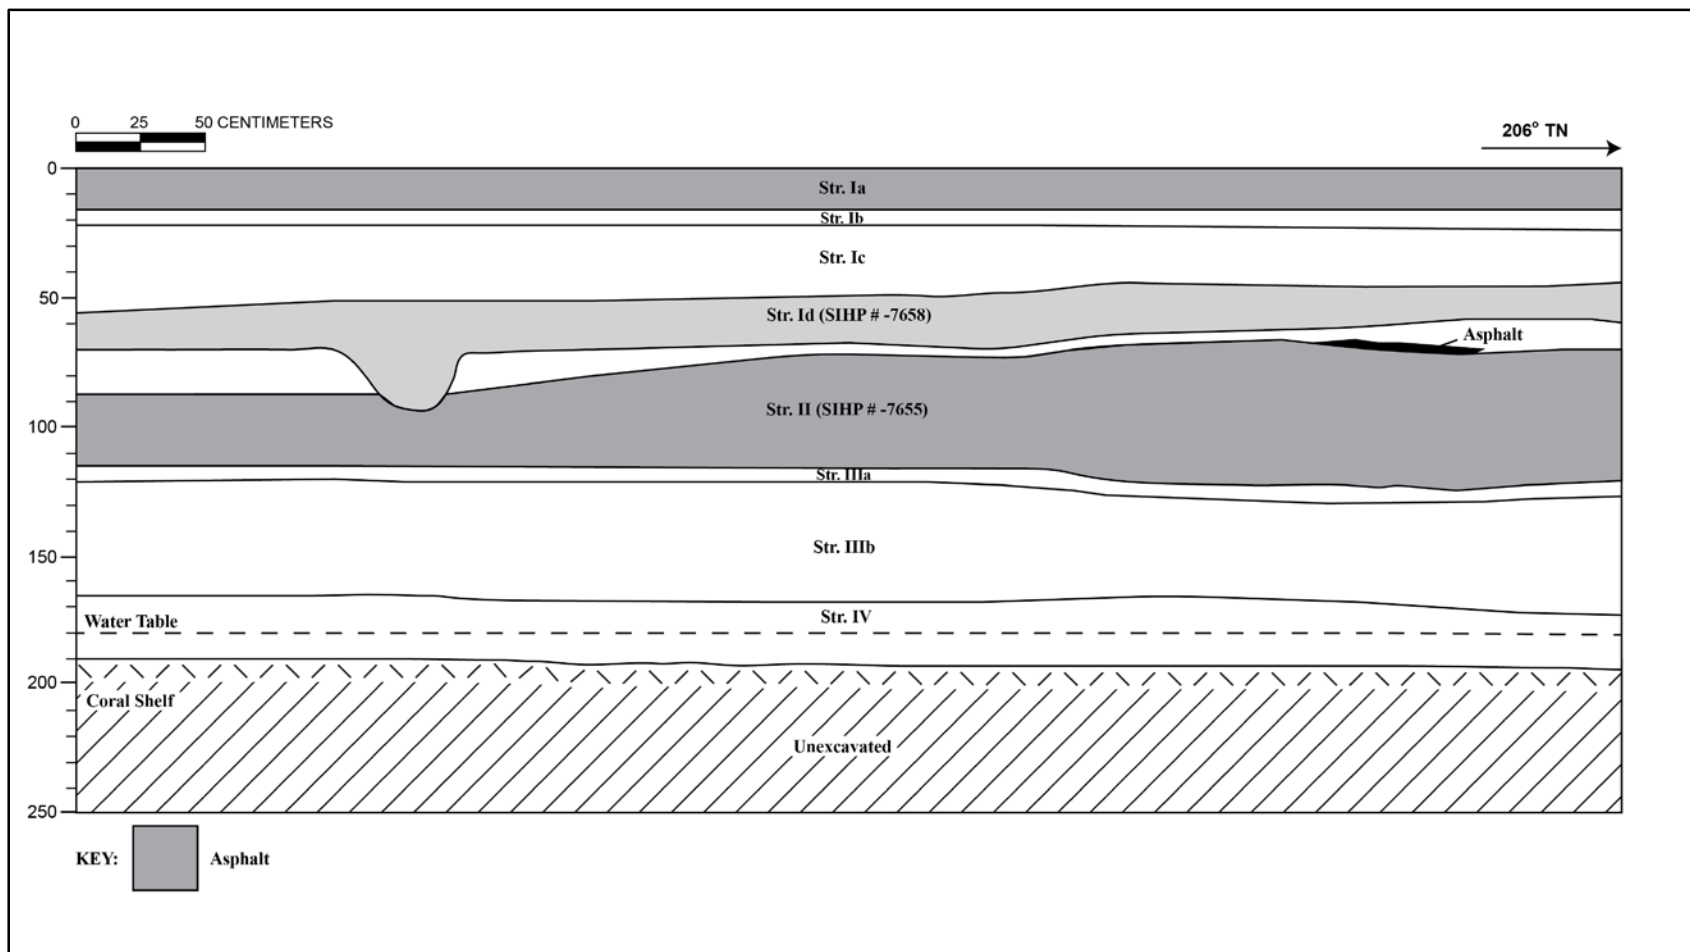 0 25 50 CENTIMETERS
206° TN
0
Str. Ia
Str. Ib
Str. Ic
50
Str. Id (SIHP # -7658)
Asphalt
Str. II (SIHP # -7655)
100
Str. IIIa
150
Str. IIIb
Str. IV
Water Table
200
Coral Shelf
Unexcavated
250
KEY: Asphalt